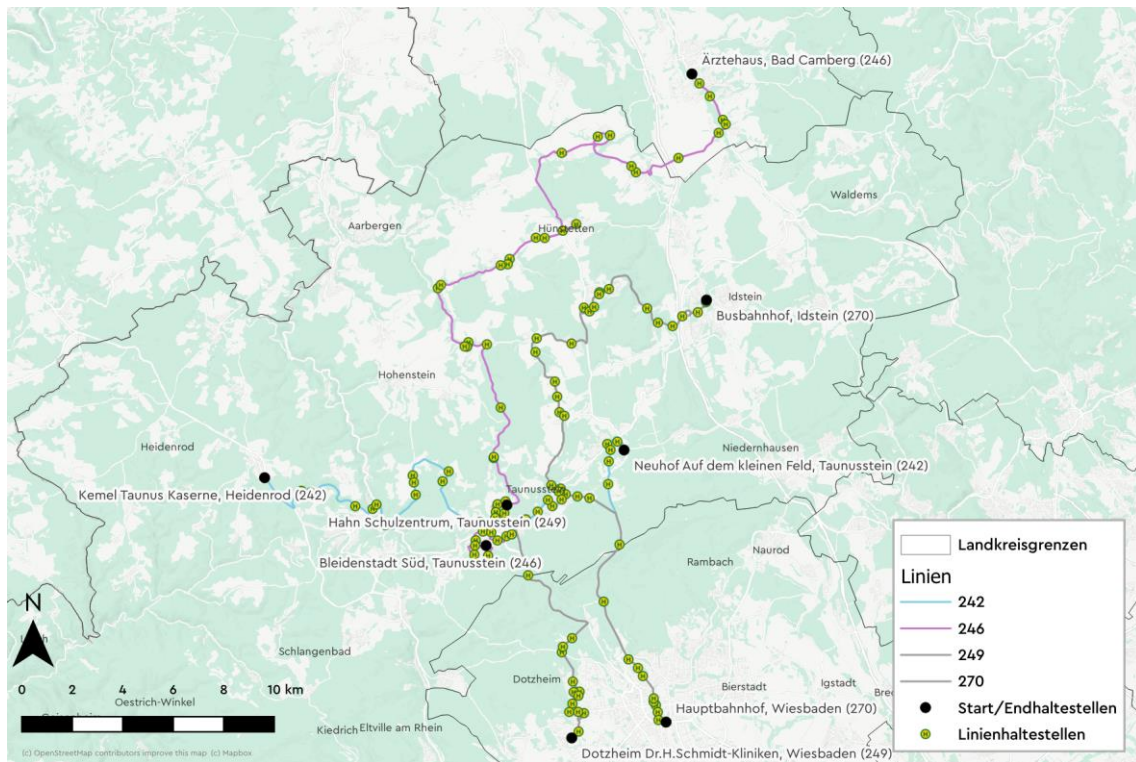 Ärztehaus, Bad Camberg (246)
Waldems
Aarbergen
Hünstetten
Idstein
Busbahnhof, Idstein (270)
Hohenstein
Heidenrod
Niedernhausen
Neuhof Auf dem kleinen Feld, Taunusstein (242)
Kemel Taunus Kaserne, Heidenrod (242)
Taunusstein
Hahn Schulzentrum, Taunusstein (249)
Bleidenstadt Süd, Taunusstein (246)
Naurod
Rambach
Schlangenbad
Dotzheim
Bierstadt
Igstadt
Oestrich-Winkel
Hauptbahnhof, Wiesbaden (270)
Kiedrich
Eltville am Rhein
Dotzheim Dr.H.Schmidt-Kliniken, Wiesbaden (249)
N
0 2 4 6 8 10 km
(c) OpenStreetMap contributors improve this map (c) Mapbox
Landkreisgrenzen
Linien
242
246
249
270
Start/Endhaltestellen
Linienhaltestellen